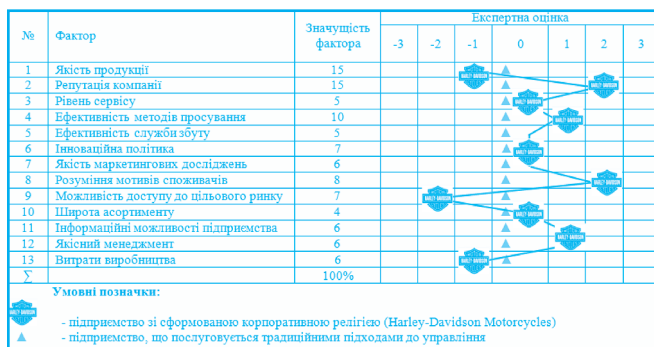 № Фактор Значущість фактора Експертна оцінка
-3 -2 -1 0 1 2 3
1 Якість продукції 15
2 Репутація компанії 15
3 Рівень сервісу 5
4 Ефективність методів просування 10
5 Ефективність служби збуту 5
6 Інноваційна політика 7
7 Якість маркетингових досліджень 6
8 Розуміння мотивів споживачів 8
9 Можливість доступу до цільового ринку 7
10 Широта асортименту 4
11 Інформаційні можливості підприємства 6
12 Якісний менеджмент 6
13 Витрати виробництва 6
Σ 100%
Умовні позначки:
- підприємство зі сформованою корпоративною релігією (Harley-Davidson Motorcycles)
- підприємство, що послуговується традиційними підходами до управління